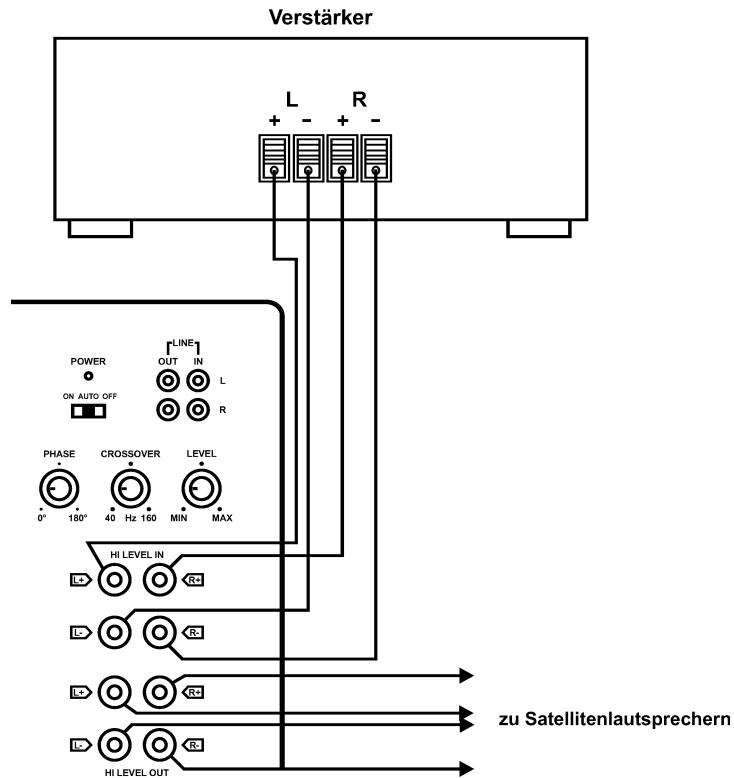 Verstärker
L R
+ - + -
LINE
POWER OUT IN
L
ON AUTO OFF
R
PHASE CROSSOVER LEVEL
0° 180° 40 Hz 160 MIN MAX
HI LEVEL IN
L+ R+
L- R-
L+ R+
zu Satellitenlautsprechern
L- R-
HI LEVEL OUT